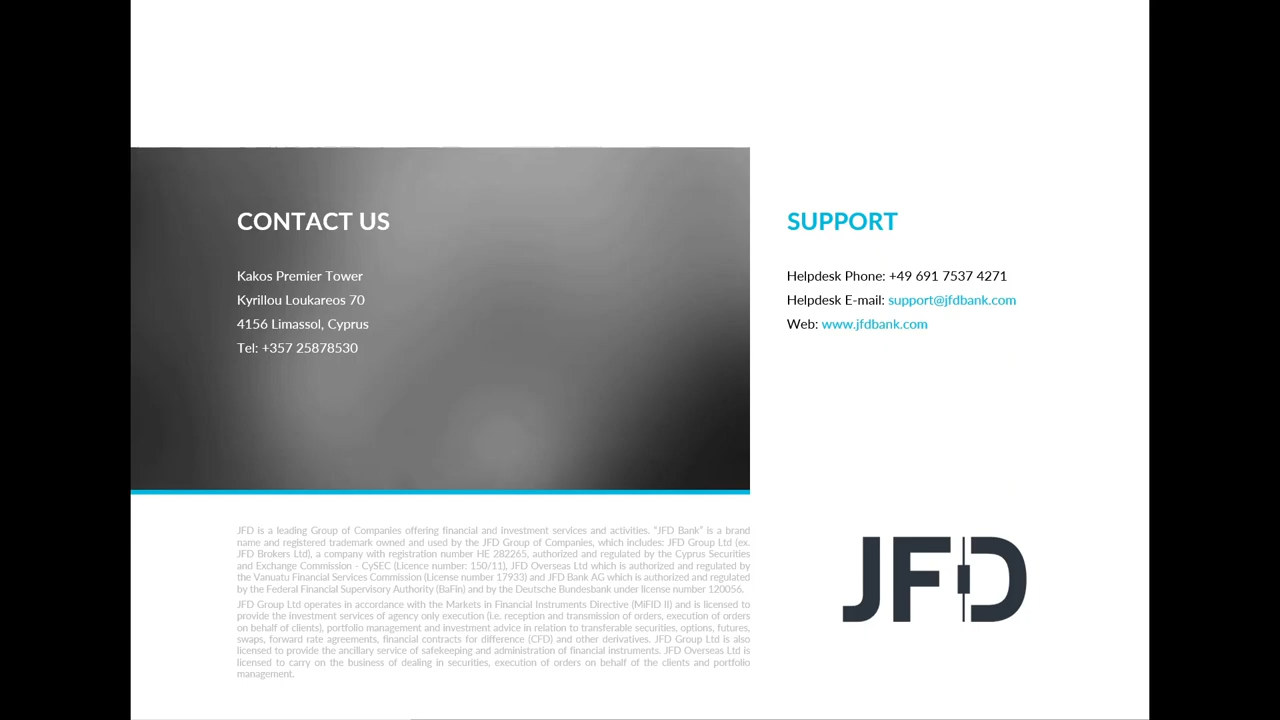 CONTACT US
Kakos Premier Tower
Kyrillou Loukareos 70
4156 Limassol, Cyprus
Tel: +357 25878530
SUPPORT
Helpdesk Phone: +49 691 7537 4271
Helpdesk E-mail: support@jfdbank.com
Web: www.jfdbank.com
JFD is a leading Group of Companies offering financial and investment services and activities. "JFD Bank" is a brand
name and registered trademark owned and used by the JFD Group of Companies, which includes: JFD Group Ltd (ex.
JFD Brokers Ltd), a company with registration number HE 282265, authorized and regulated by the Cyprus Securities
and Exchange Commission - CySEC (Licence number: 150/11), JFD Overseas Ltd which is authorized and regulated by
the Vanuatu Financial Services Commission (License number 17933) and JFD Bank AG which is authorized and regulated
by the Federal Financial Supervisory Authority (BaFin) and by the Deutsche Bundesbank under license number 120056.
JFD Group Ltd operates in accordance with the Markets in Financial Instruments Directive (MiFID II) and is licensed to
provide the investment services of agency only execution (i.e. reception and transmission of orders, execution of orders
on behalf of clients), portfolio management and investment advice in relation to transferable securities, options, futures,
swaps, forward rate agreements, financial contracts for difference (CFD) and other derivatives. JFD Group Ltd is also
licensed to provide the ancillary service of safekeeping and administration of financial instruments. JFD Overseas Ltd is
licensed to carry on the business of dealing in securities, execution of orders on behalf of the clients and portfolio
management.
JFD